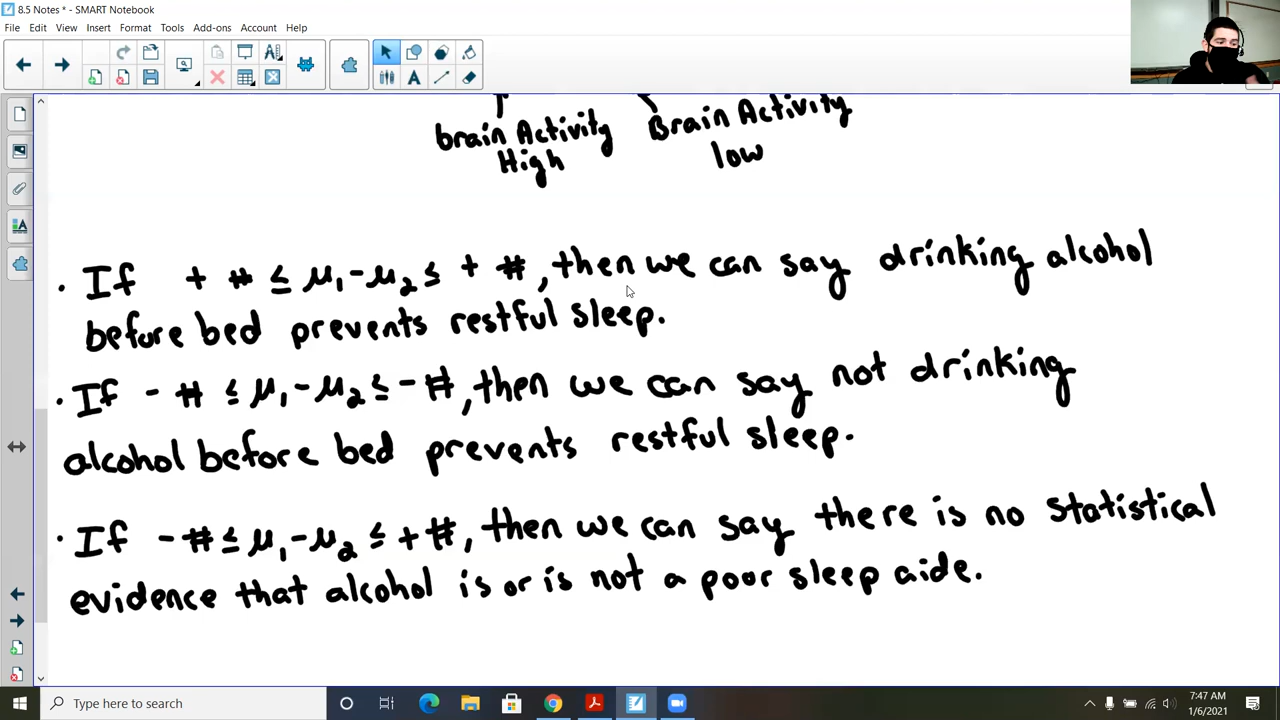 8.5 Notes * - SMART Notebook
File Edit View Insert Format Tools Add-ons Account Help
brain Activity High
Brain Activity low
· If + # ≤ μ₁-μ₂ ≤ + #, then we can say drinking alcohol
before bed prevents restful sleep.
· If - # ≤ μ₁-μ₂ ≤ -#, then we can say not drinking
alcohol before bed prevents restful sleep.
· If -# ≤ μ₁-μ₂ ≤ +#, then we can say there is no statistical
evidence that alcohol is or is not a poor sleep aide.
Type here to search
7:47 AM
1/6/2021